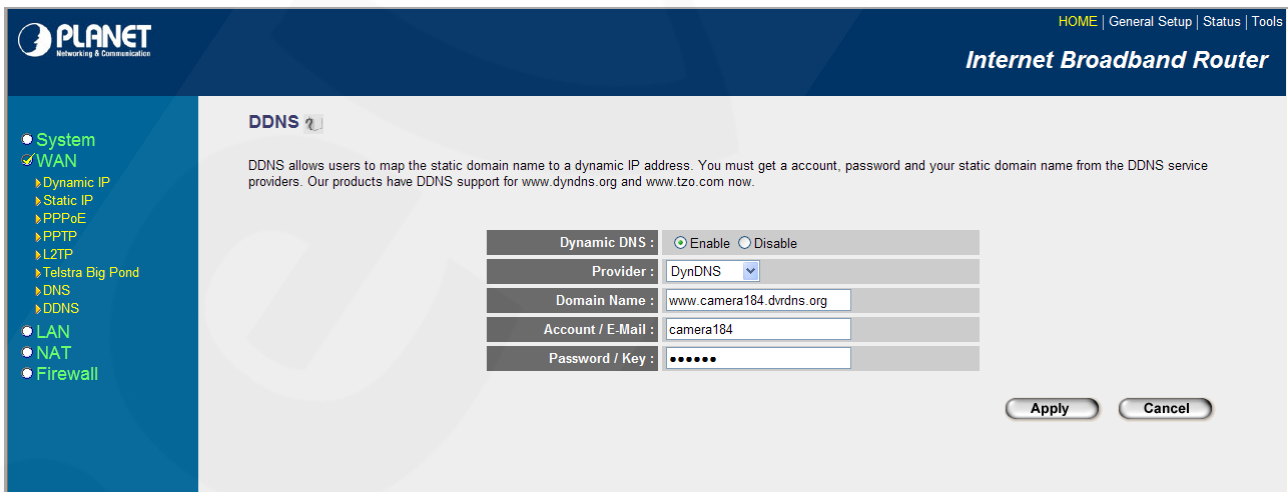 PLANET
Networking & Communication
HOME | General Setup | Status | Tools
Internet Broadband Router
System
WAN
Dynamic IP
Static IP
PPPoE
PPTP
L2TP
Telstra Big Pond
DNS
DDNS
LAN
NAT
Firewall
DDNS
DDNS allows users to map the static domain name to a dynamic IP address. You must get a account, password and your static domain name from the DDNS service
providers. Our products have DDNS support for www.dyndns.org and www.tzo.com now.
Dynamic DNS : Enable Disable
Provider : DynDNS
Domain Name : www.camera184.dvrdns.org
Account / E-Mail : camera184
Password / Key : ●●●●●●
Apply Cancel